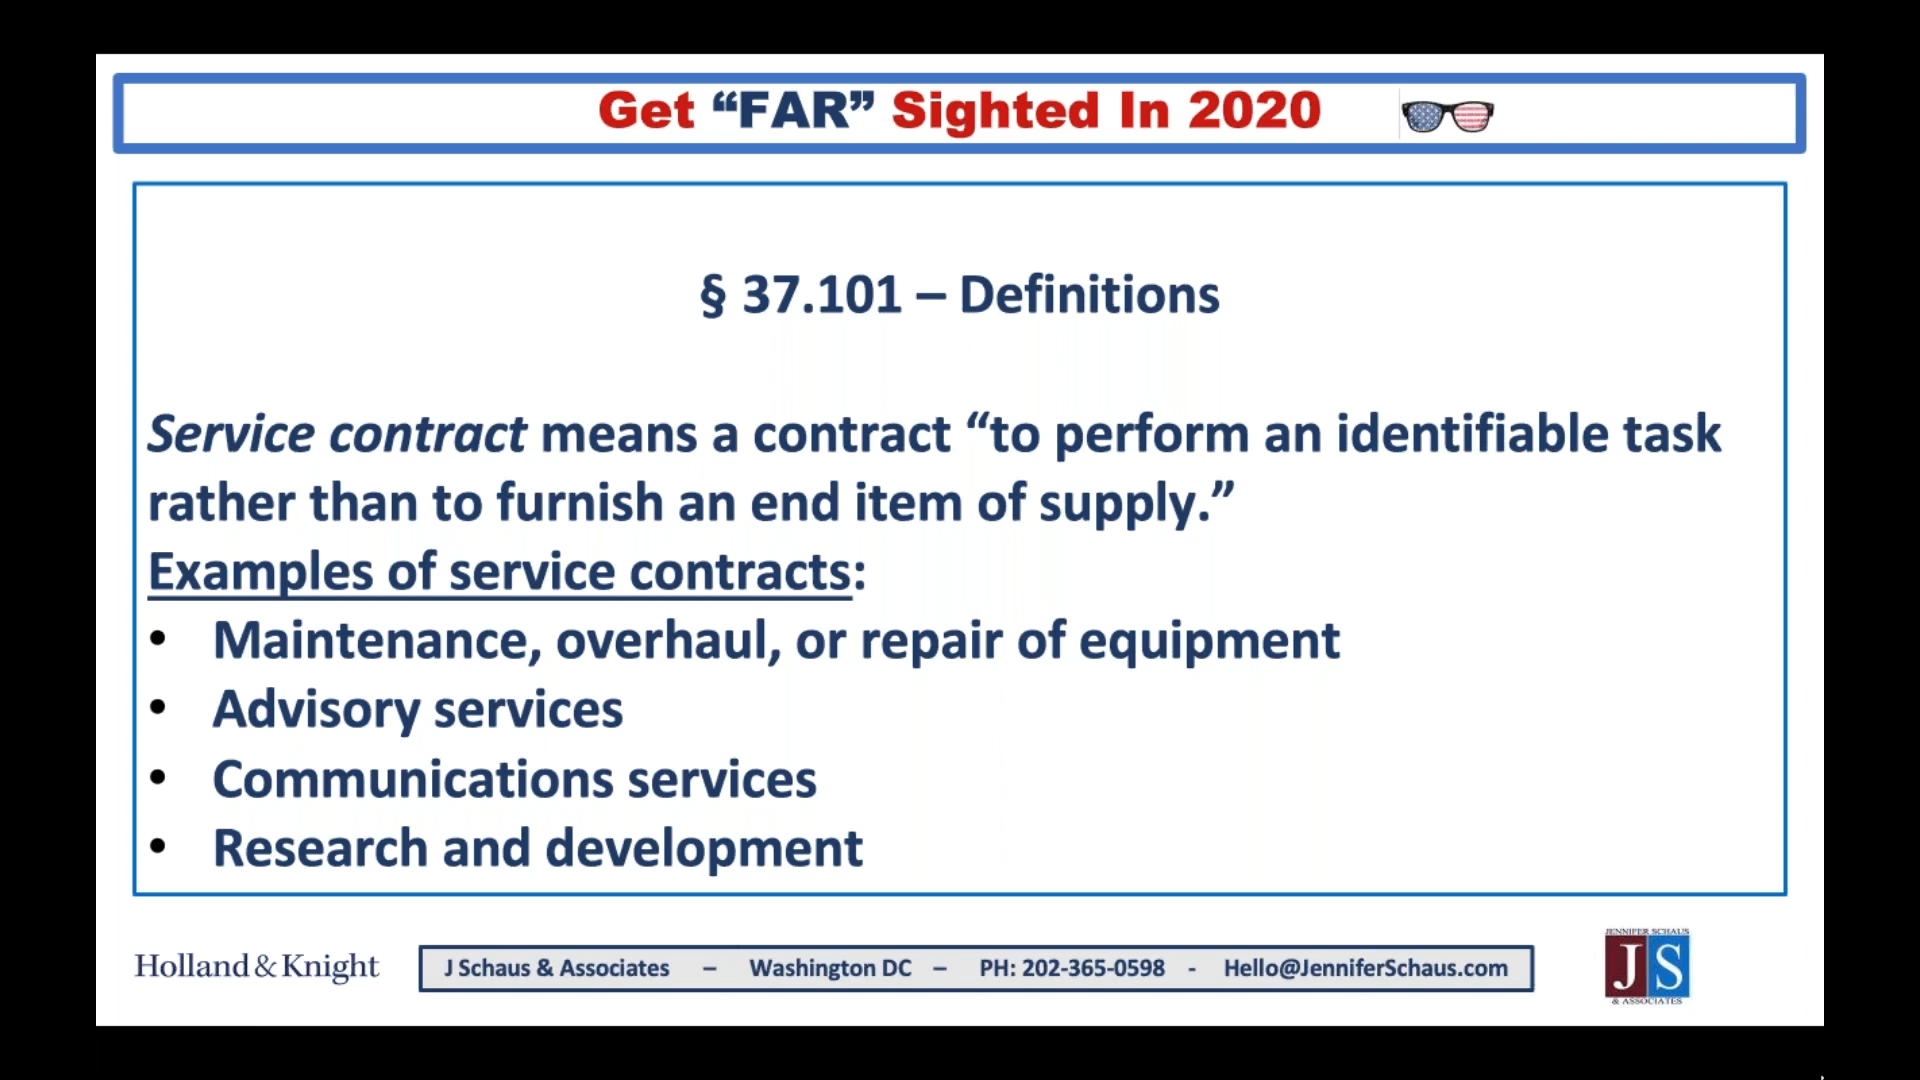 Get “FAR” Sighted In 2020
§ 37.101 – Definitions
Service contract means a contract “to perform an identifiable task
rather than to furnish an end item of supply.”
Examples of service contracts:
• Maintenance, overhaul, or repair of equipment
• Advisory services
• Communications services
• Research and development
Holland & Knight
J Schaus & Associates – Washington DC – PH: 202-365-0598 - Hello@JenniferSchaus.com
JENNIFER SCHAUS
JS
& ASSOCIATES